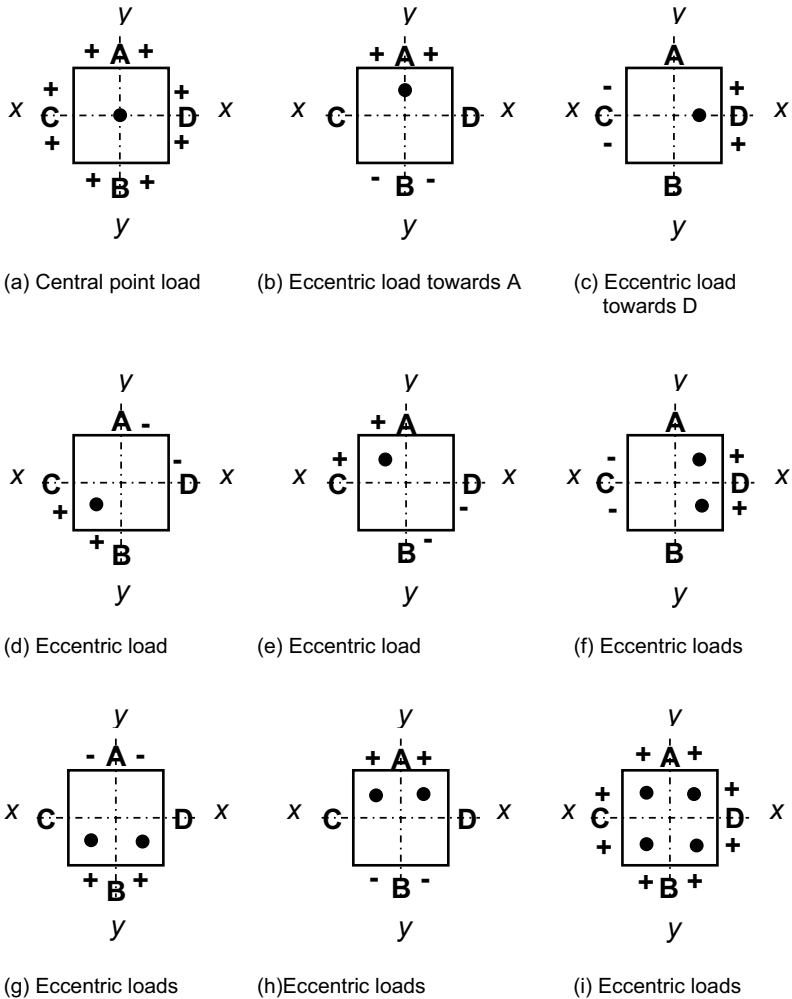 y y y
+ A + + A + A
+ + - +
x C D x x C D x x C D x
+ + - +
+ B + - B - B
y y y
(a) Central point load (b) Eccentric load towards A (c) Eccentric load
towards D
y y y
A - + A A
- + - +
x C D x x C D x x C D x
+ - - +
+ B B - B
y y y
(d) Eccentric load (e) Eccentric load (f) Eccentric loads
y y y
- A - + A + + A +
+ +
x C D x x C D x x C D x
+ +
+ B + - B - + B +
y y y
(g) Eccentric loads (h)Eccentric loads (i) Eccentric loads